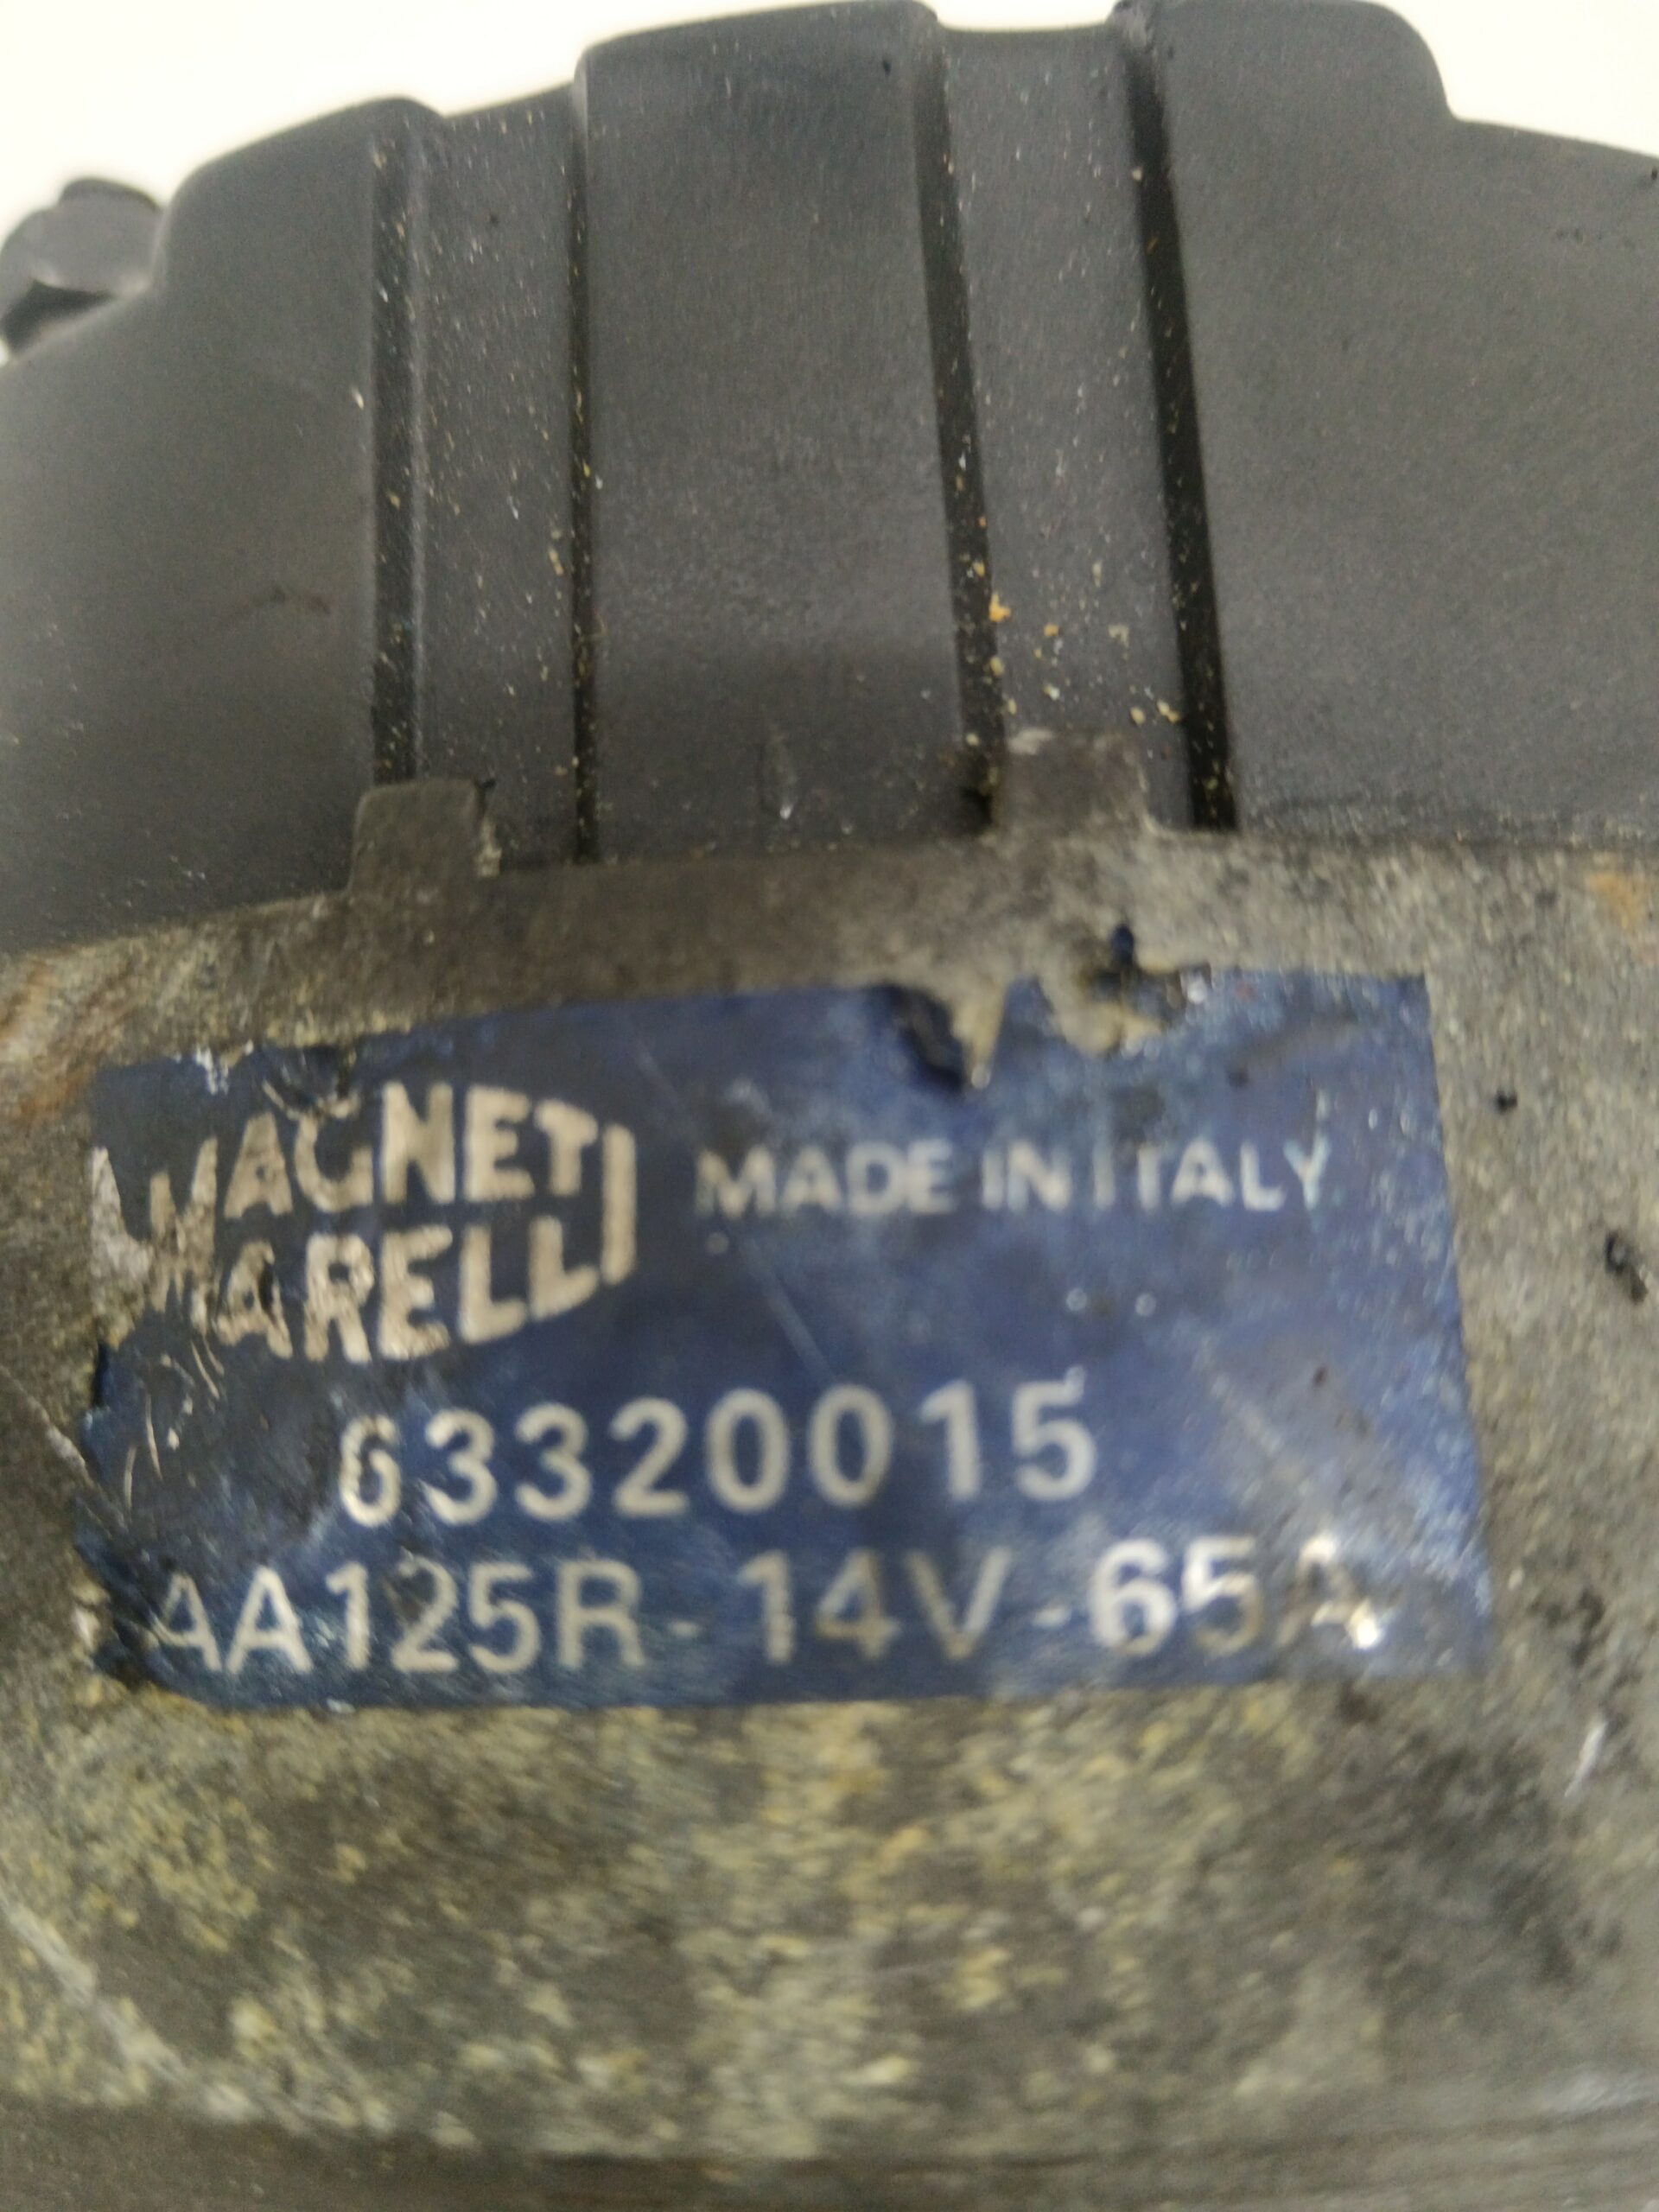 MAGNETI
MARELLI
MADE IN ITALY
63320015
AA125R - 14V - 65A